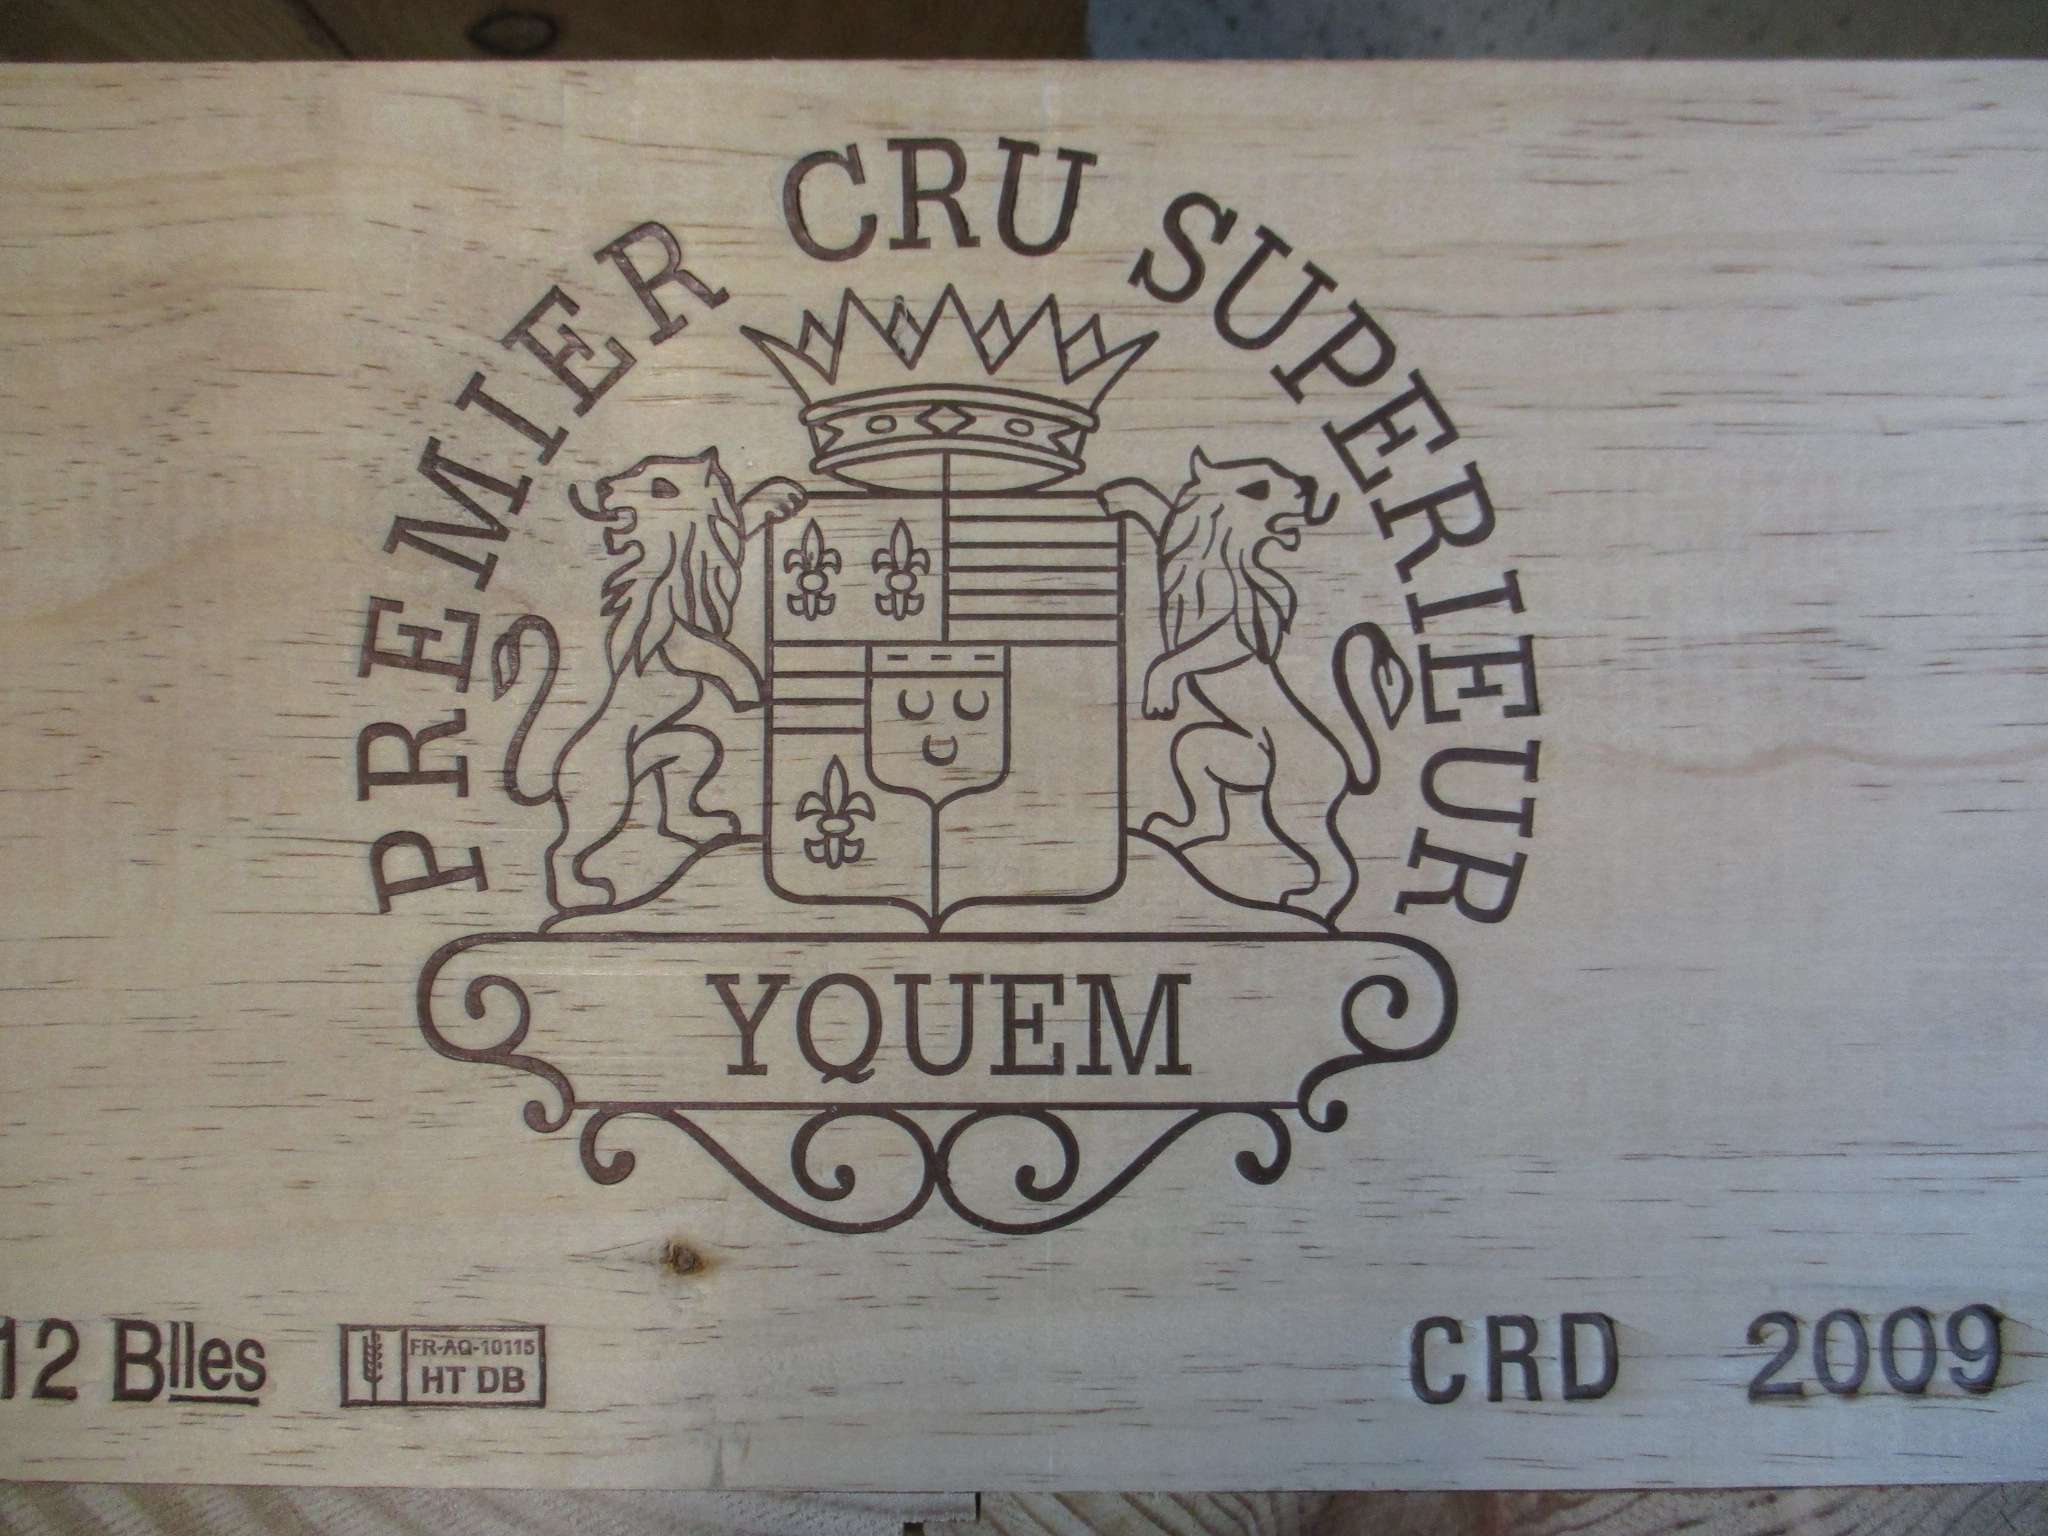 PREMIER CRU SUPERIEUR
YQUEM
12 Blles
FR-AQ-10115
HT DB
CRD 2009